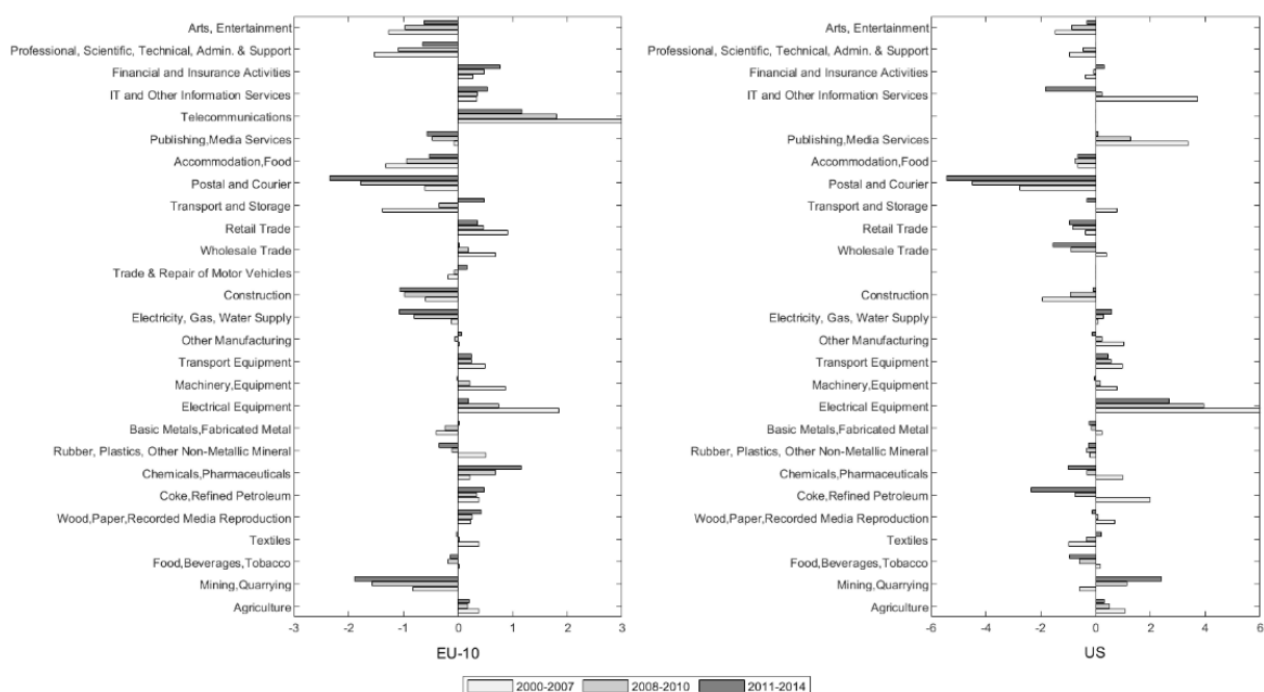 Arts, Entertainment
Professional, Scientific, Technical, Admin. & Support
Financial and Insurance Activities
IT and Other Information Services
Telecommunications
Publishing,Media Services
Accommodation,Food
Postal and Courier
Transport and Storage
Retail Trade
Wholesale Trade
Trade & Repair of Motor Vehicles
Construction
Electricity, Gas, Water Supply
Other Manufacturing
Transport Equipment
Machinery,Equipment
Electrical Equipment
Basic Metals,Fabricated Metal
Rubber, Plastics, Other Non-Metallic Mineral
Chemicals,Pharmaceuticals
Coke,Refined Petroleum
Wood,Paper,Recorded Media Reproduction
Textiles
Food,Beverages,Tobacco
Mining,Quarrying
Agriculture
-3 -2 -1 0 1 2 3
EU-10
Arts, Entertainment
Professional, Scientific, Technical, Admin. & Support
Financial and Insurance Activities
IT and Other Information Services
Publishing,Media Services
Accommodation,Food
Postal and Courier
Transport and Storage
Retail Trade
Wholesale Trade
Construction
Electricity, Gas, Water Supply
Other Manufacturing
Transport Equipment
Machinery,Equipment
Electrical Equipment
Basic Metals,Fabricated Metal
Rubber, Plastics, Other Non-Metallic Mineral
Chemicals,Pharmaceuticals
Coke,Refined Petroleum
Wood,Paper,Recorded Media Reproduction
Textiles
Food,Beverages,Tobacco
Mining,Quarrying
Agriculture
-6 -4 -2 0 2 4 6
US
2000-2007 2008-2010 2011-2014